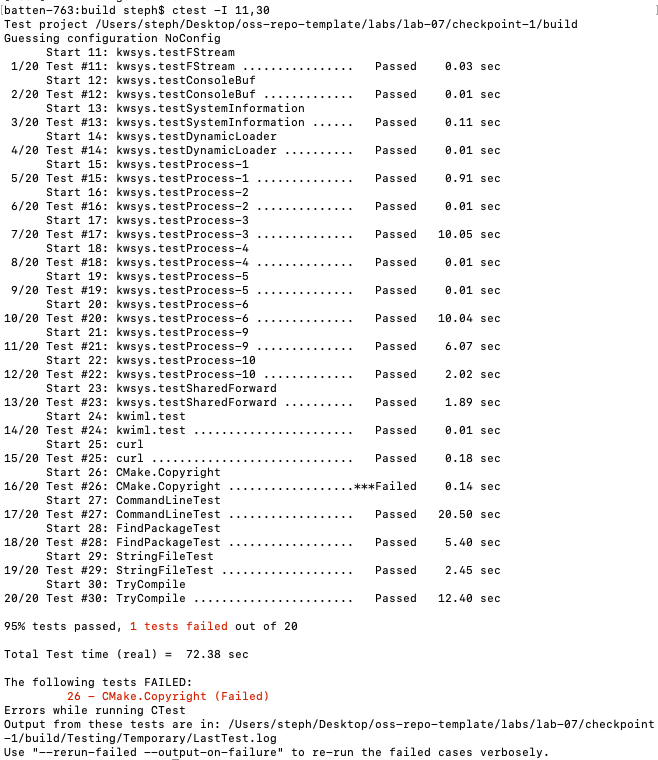 [batten-763:build steph$ ctest -I 11,30                                        ]
Test project /Users/steph/Desktop/oss-repo-template/labs/lab-07/checkpoint-1/build
Guessing configuration NoConfig
      Start 11: kwsys.testFStream
 1/20 Test #11: kwsys.testFStream ................   Passed    0.03 sec
      Start 12: kwsys.testConsoleBuf
 2/20 Test #12: kwsys.testConsoleBuf .............   Passed    0.01 sec
      Start 13: kwsys.testSystemInformation
 3/20 Test #13: kwsys.testSystemInformation ......   Passed    0.11 sec
      Start 14: kwsys.testDynamicLoader
 4/20 Test #14: kwsys.testDynamicLoader ..........   Passed    0.01 sec
      Start 15: kwsys.testProcess-1
 5/20 Test #15: kwsys.testProcess-1 ..............   Passed    0.91 sec
      Start 16: kwsys.testProcess-2
 6/20 Test #16: kwsys.testProcess-2 ..............   Passed    0.01 sec
      Start 17: kwsys.testProcess-3
 7/20 Test #17: kwsys.testProcess-3 ..............   Passed   10.05 sec
      Start 18: kwsys.testProcess-4
 8/20 Test #18: kwsys.testProcess-4 ..............   Passed    0.01 sec
      Start 19: kwsys.testProcess-5
 9/20 Test #19: kwsys.testProcess-5 ..............   Passed    0.01 sec
      Start 20: kwsys.testProcess-6
10/20 Test #20: kwsys.testProcess-6 ..............   Passed   10.04 sec
      Start 21: kwsys.testProcess-9
11/20 Test #21: kwsys.testProcess-9 ..............   Passed    6.07 sec
      Start 22: kwsys.testProcess-10
12/20 Test #22: kwsys.testProcess-10 .............   Passed    2.02 sec
      Start 23: kwsys.testSharedForward
13/20 Test #23: kwsys.testSharedForward ..........   Passed    1.89 sec
      Start 24: kwiml.test
14/20 Test #24: kwiml.test .......................   Passed    0.01 sec
      Start 25: curl
15/20 Test #25: curl .............................   Passed    0.18 sec
      Start 26: CMake.Copyright
16/20 Test #26: CMake.Copyright ..................***Failed    0.14 sec
      Start 27: CommandLineTest
17/20 Test #27: CommandLineTest ..................   Passed   20.50 sec
      Start 28: FindPackageTest
18/20 Test #28: FindPackageTest ..................   Passed    5.40 sec
      Start 29: StringFileTest
19/20 Test #29: StringFileTest ...................   Passed    2.45 sec
      Start 30: TryCompile
20/20 Test #30: TryCompile .......................   Passed   12.40 sec
95% tests passed, 1 tests failed out of 20
Total Test time (real) =  72.38 sec
The following tests FAILED:
         26 - CMake.Copyright (Failed)
Errors while running CTest
Output from these tests are in: /Users/steph/Desktop/oss-repo-template/labs/lab-07/checkpoint
-1/build/Testing/Temporary/LastTest.log
Use "--rerun-failed --output-on-failure" to re-run the failed cases verbosely.